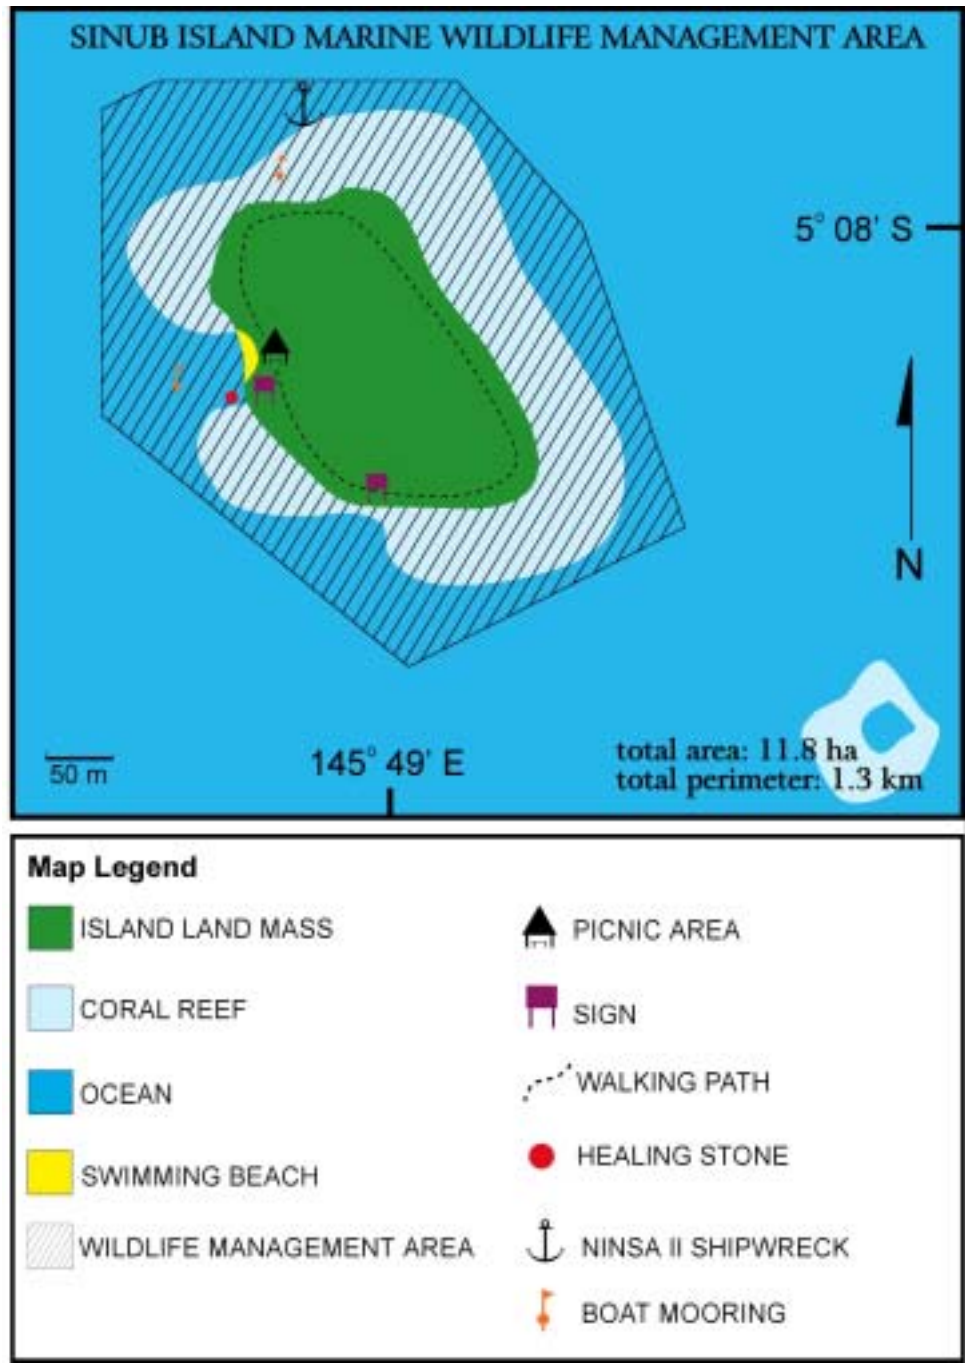 SINUB ISLAND MARINE WILDLIFE MANAGEMENT AREA
5° 08' S
N
50 m
145° 49' E
total area: 11.8 ha
total perimeter: 1.3 km
Map Legend
ISLAND LAND MASS
PICNIC AREA
CORAL REEF
SIGN
OCEAN
WALKING PATH
SWIMMING BEACH
HEALING STONE
WILDLIFE MANAGEMENT AREA
NINSA II SHIPWRECK
BOAT MOORING